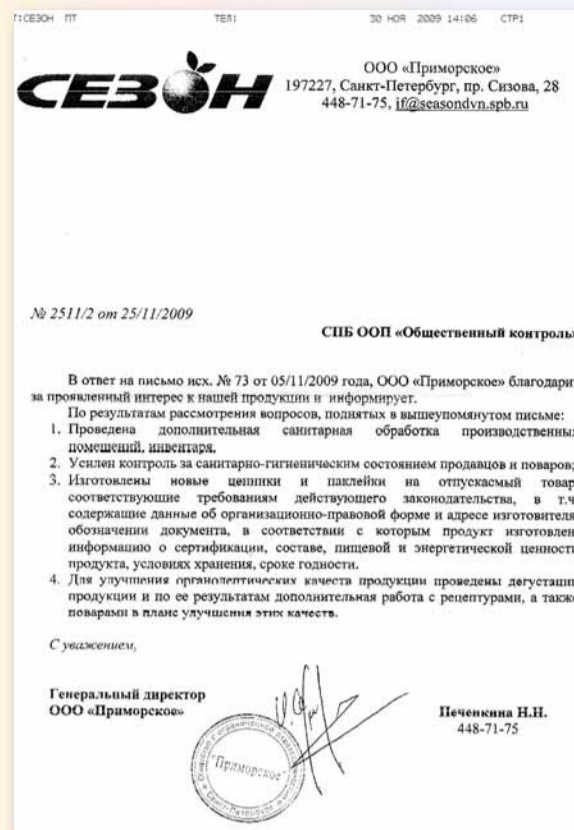 Т:СЕЗОН ПТ ТЕЛ: 30 НОЯ 2009 14:06 СТР1
СЕЗОН
ООО «Приморское»
197227, Санкт-Петербург, пр. Сизова, 28
448-71-75, if@seasondvn.spb.ru
№ 2511/2 от 25/11/2009
СПБ ООП «Общественный контроль
В ответ на письмо исх. № 73 от 05/11/2009 года, ООО «Приморское» благодарит
за проявленный интерес к нашей продукции и информирует.
По результатам рассмотрения вопросов, поднятых в вышеупомянутом письме:
1. Проведена дополнительная санитарная обработка производственных
помещений, инвентаря.
2. Усилен контроль за санитарно-гигиеническим состоянием продавцов и поваров;
3. Изготовлены новые ценники и наклейки на отпускаемый товар
соответствующие требованиям действующего законодательства, в т.ч
содержащие данные об организационно-правовой форме и адресе изготовителя
обозначении документа, в соответствии с которым продукт изготовлен
информацию о сертификации, составе, пищевой и энергетической ценности
продукта, условиях хранения, сроке годности.
4. Для улучшения органолептических качеств продукции проведены дегустации
продукции и по ее результатам дополнительная работа с рецептурами, а также
поварами в плане улучшения этих качеств.
С уважением,
Генеральный директор
ООО «Приморское»
Печенкина Н.Н.
448-71-75
"Приморское"